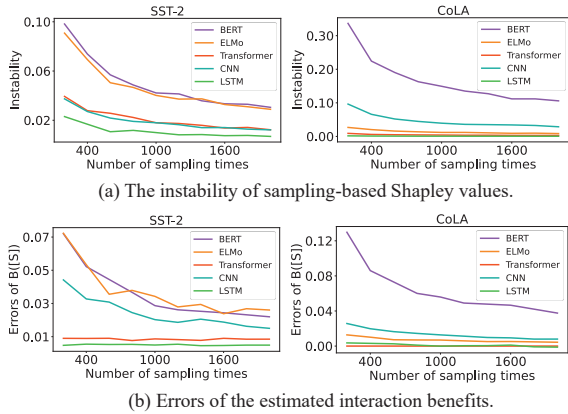 SST-2
0.10
0.06
0.02
Instability
BERT
ELMo
Transformer
CNN
LSTM
400 1000 1600
Number of sampling times
CoLA
0.30
0.20
0.10
0.00
Instability
BERT
ELMo
Transformer
CNN
LSTM
400 1000 1600
Number of sampling times
(a) The instability of sampling-based Shapley values.
SST-2
0.07
0.05
0.03
0.01
Errors of B([S])
BERT
ELMo
Transformer
CNN
LSTM
400 1000 1600
Number of sampling times
CoLA
0.12
0.08
0.04
0.00
Errors of B([S])
BERT
ELMo
Transformer
CNN
LSTM
400 1000 1600
Number of sampling times
(b) Errors of the estimated interaction benefits.